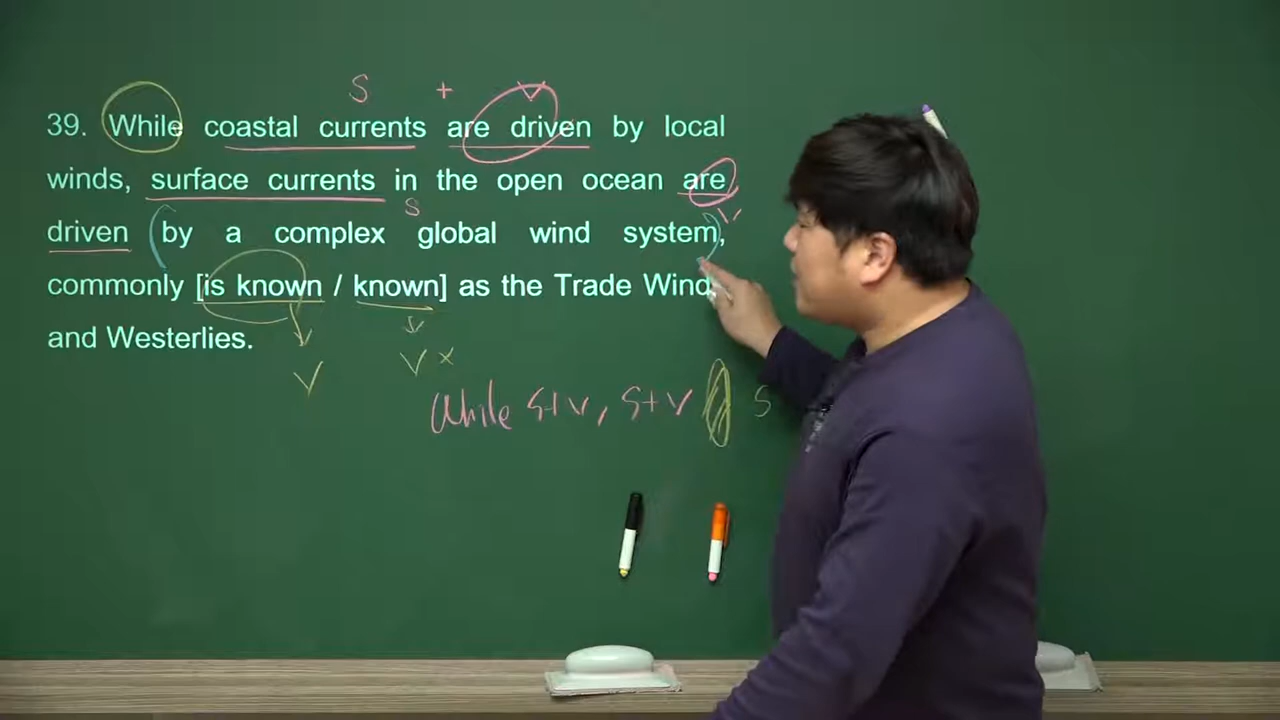 S + V
39. While coastal currents are driven by local
winds, surface currents in the open ocean are
S V
driven (by a complex global wind system),
commonly [is known / known] as the Trade Wind
and Westerlies.
V V x
While S+V, S+V S